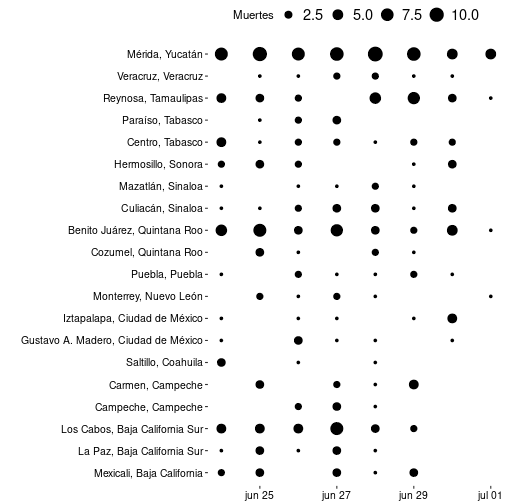 Muertes 2.5 5.0 7.5 10.0
Mérida, Yucatán
Veracruz, Veracruz
Reynosa, Tamaulipas
Paraíso, Tabasco
Centro, Tabasco
Hermosillo, Sonora
Mazatlán, Sinaloa
Culiacán, Sinaloa
Benito Juárez, Quintana Roo
Cozumel, Quintana Roo
Puebla, Puebla
Monterrey, Nuevo León
Iztapalapa, Ciudad de México
Gustavo A. Madero, Ciudad de México
Saltillo, Coahuila
Carmen, Campeche
Campeche, Campeche
Los Cabos, Baja California Sur
La Paz, Baja California Sur
Mexicali, Baja California
jun 25 jun 27 jun 29 jul 01